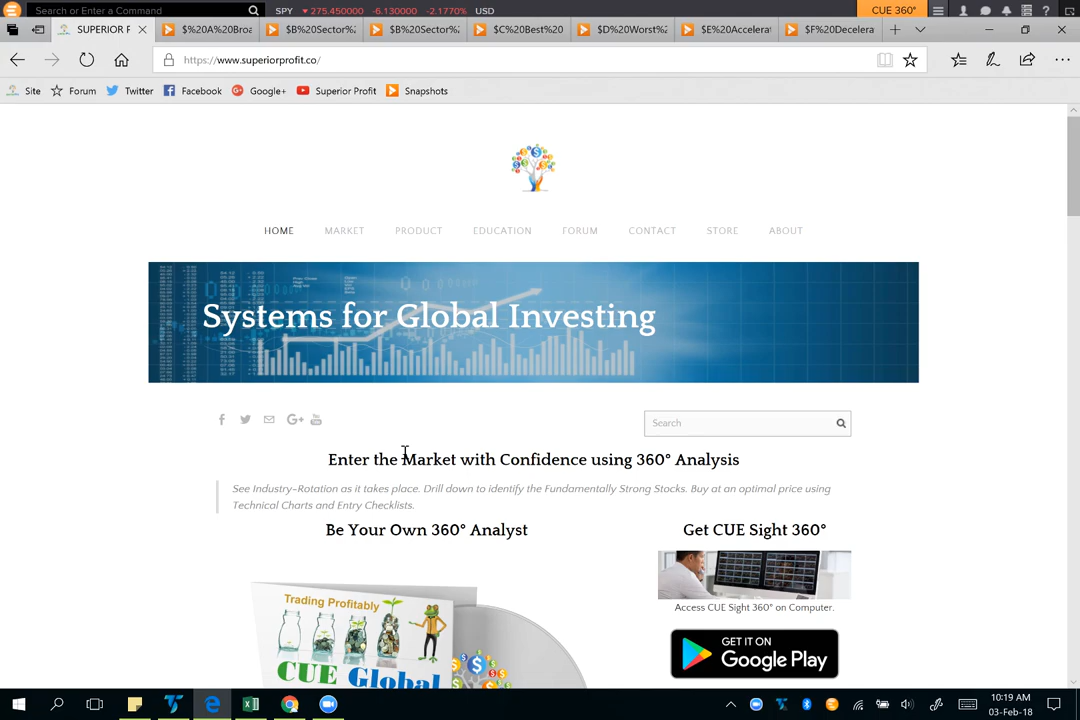 Search or Enter a Command
SPY ▼ 275.450000 -6.130000 -2.1770% USD
CUE 360°
SUPERIOR P
$%20A%20Broa
$B%20Sector%
$B%20Sector%
$C%20Best%20
$D%20Worst%2
$E%20Accelera
$F%20Decelera
https://www.superiorprofit.co/
Site
Forum
Twitter
Facebook
Google+
Superior Profit
Snapshots
HOME
MARKET
PRODUCT
EDUCATION
FORUM
CONTACT
STORE
ABOUT
Systems for Global Investing
Search
Enter the Market with Confidence using 360° Analysis
See Industry-Rotation as it takes place. Drill down to identify the Fundamentally Strong Stocks. Buy at an optimal price using
Technical Charts and Entry Checklists.
Be Your Own 360° Analyst
Get CUE Sight 360°
Access CUE Sight 360° on Computer.
Trading Profitably
CUE Global
GET IT ON
Google Play
10:19 AM
03-Feb-18